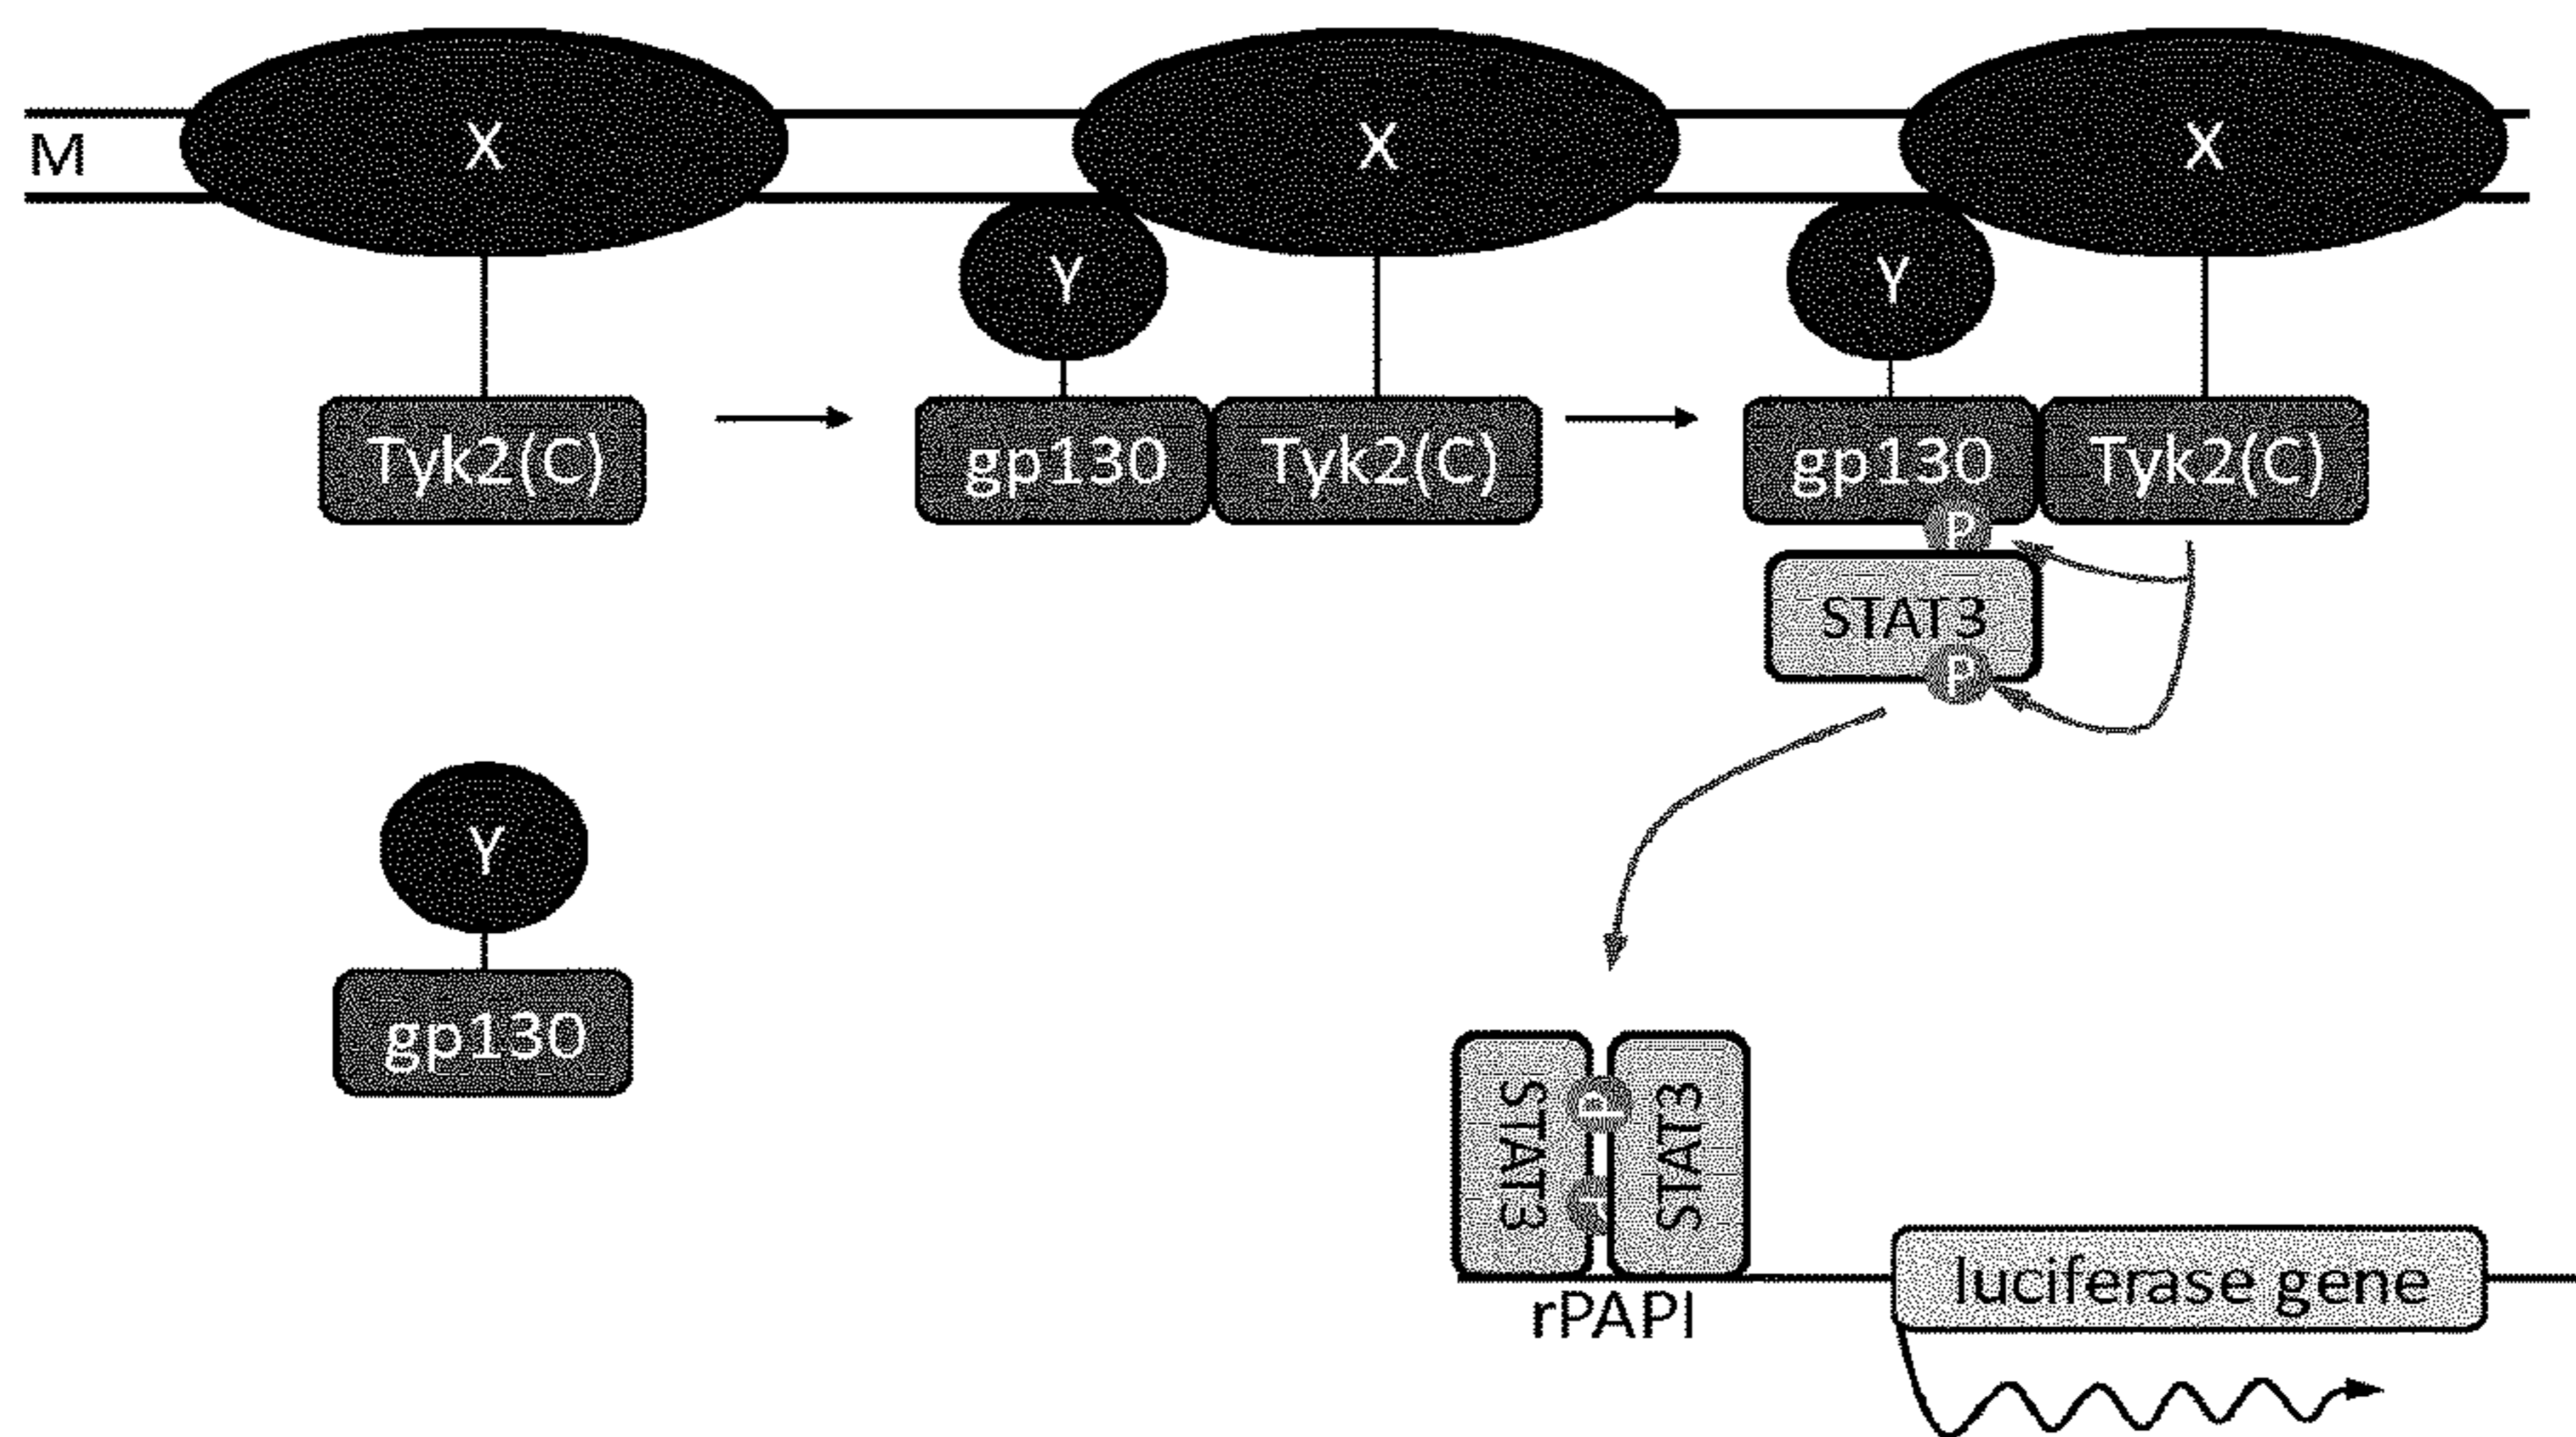 M
X
X
X
Y
Y
Tyk2(C)
gp130
Tyk2(C)
gp130
Tyk2(C)
P
STAT3
P
Y
gp130
STAT3
P
P
STAT3
rPAPI
luciferase gene